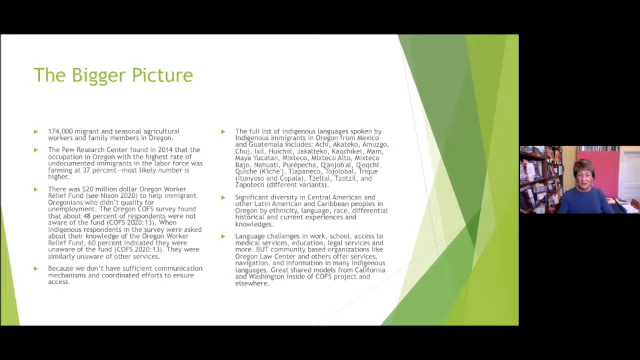 The Bigger Picture
174,000 migrant and seasonal agricultural
workers and family members in Oregon.
The Pew Research Center found in 2014 that the
occupation in Oregon with the highest rate of
undocumented immigrants in the labor force was
farming at 37 percent—most likely number is
higher.
There was $20 million dollar Oregon Worker
Relief Fund (see Nixon 2020) to help immigrant
Oregonians who didn't quality for
unemployment. The Oregon COFS survey found
that about 48 percent of respondents were not
aware of the fund (COFS 2020:13). When
Indigenous respondents in the survey were asked
about their knowledge of the Oregon Worker
Relief Fund, 60 percent indicated they were
unaware of the fund (COFS 2020:13). They were
similarly unaware of other services.
Because we don't have sufficient communication
mechanisms and coordinated efforts to ensure
access.
The full list of indigenous languages spoken by
Indigenous immigrants in Oregon from Mexico
and Guatemala includes: Achi, Akateko, Amuzgo,
Chuj, Ixil, Huichol, Jakalteko, Kaqchikel, Mam,
Maya Yucatan, Mixteco, Mixteco Alto, Mixteco
Bajo, Nahuatl, Purépecha, Q'anjob'al, Q'eqchi',
Quiche (K'iche'), Tlapaneco, Tojolobal, Trique
(Itunyoso and Copala), Tzeltal, Tzotzil, and
Zapoteco (different variants).
Significant diversity in Central American and
other Latin American and Caribbean peoples in
Oregon by ethnicity, language, race, differential
historical and current experiences and
knowledges.
Language challenges in work, school, access to
medical services, education, legal services and
more. BUT community based organizations like
Oregon Law Center and others offer services,
navigation, and information in many Indigenous
languages. Great shared models from California
and Washington inside of COFS project and
elsewhere.